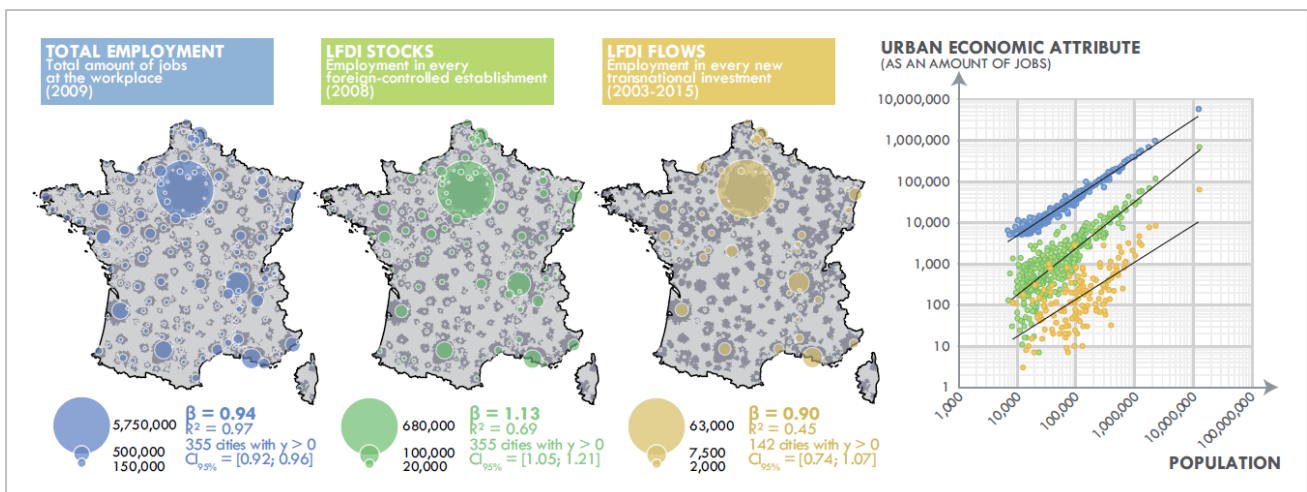 TOTAL EMPLOYMENT
Total amount of jobs
at the workplace
(2009)
LFDI STOCKS
Employment in every
foreign-controlled establishment
(2008)
LFDI FLOWS
Employment in every new
transnational investment
(2003-2015)
5,750,000
500,000
150,000
β = 0.94
R² = 0.97
355 cities with y > 0
CI95% = [0.92; 0.96]
680,000
100,000
20,000
β = 1.13
R² = 0.69
355 cities with y > 0
CI95% = [1.05; 1.21]
63,000
7,500
2,000
β = 0.90
R² = 0.45
142 cities with y > 0
CI95% = [0.74; 1.07]
URBAN ECONOMIC ATTRIBUTE
(AS AN AMOUNT OF JOBS)
10,000,000
1,000,000
100,000
10,000
1,000
100
10
1
1,000
10,000
100,000
1,000,000
10,000,000
100,000,000
POPULATION